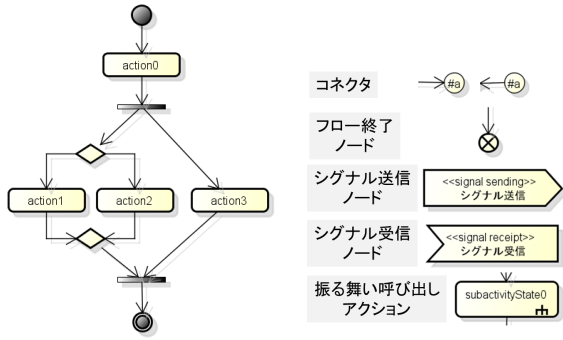 action0
action1
action2
action3
コネクタ
#a
#a
フロー終了
ノード
シグナル送信
ノード
<<signal sending>>
シグナル送信
シグナル受信
ノード
<<signal receipt>>
シグナル受信
振る舞い呼び出し
アクション
subactivityState0